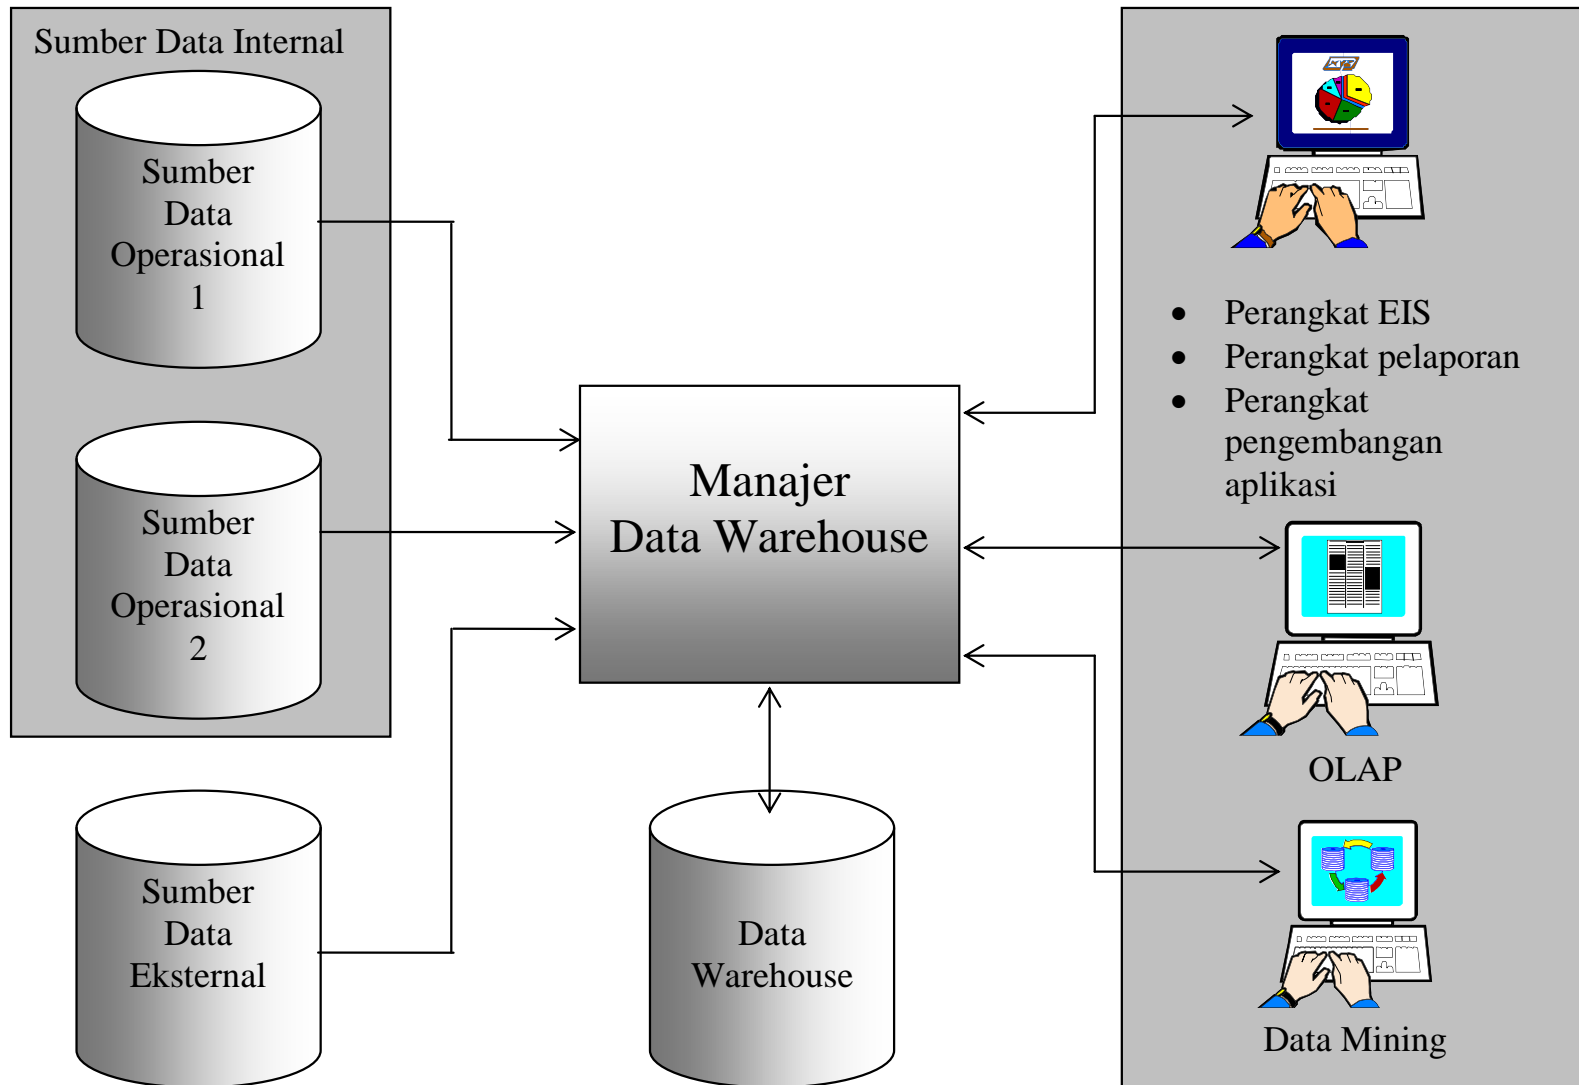 Sumber Data Internal
Sumber
Data
Operasional
1
Sumber
Data
Operasional
2
Sumber
Data
Eksternal
Manajer
Data Warehouse
Data
Warehouse
• Perangkat EIS
• Perangkat pelaporan
• Perangkat
pengembangan
aplikasi
OLAP
Data Mining